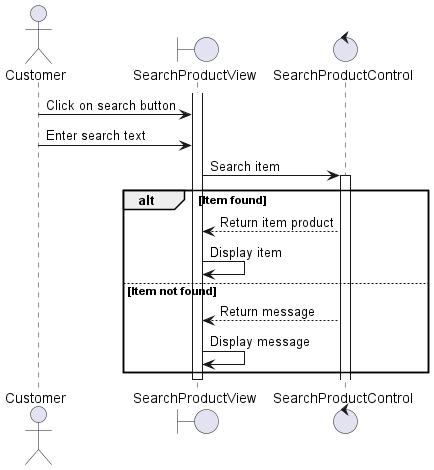 Customer
SearchProductView
SearchProductControl
Click on search button
Enter search text
Search item
alt
[Item found]
Return item product
Display item
[Item not found]
Return message
Display message
Customer
SearchProductView
SearchProductControl